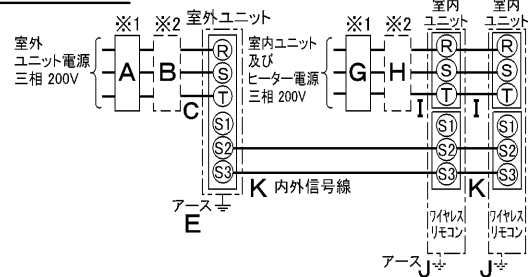 ※1 ※2 室外ユニット
室外
ユニット電源
三相 200V
A B C
R
S
T
S1
S2
S3
アース
E
K 内外信号線
※1 ※2
室内ユニット
及び
ヒーター電源
三相 200V
G H I I
室内
ユニット
R
S
T
S1
S2
S3
ワイヤレス
リモコン
室内
ユニット
R
S
T
S1
S2
S3
ワイヤレス
リモコン
K
アース J J